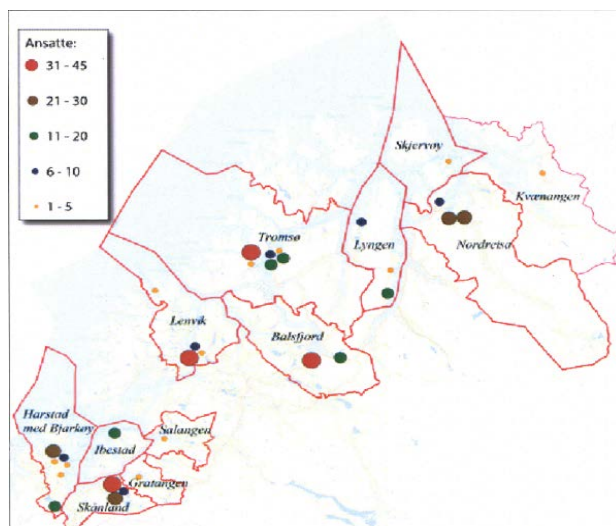 Ansatte:
31 - 45
21 - 30
11 - 20
6 - 10
1 - 5
Skjervøy
Kvænangen
Tromsø
Lyngen
Nordreisa
Lenvik
Balsfjord
Harstad
med Bjarkøy
Salangen
Ibestad
Gratangen
Skånland